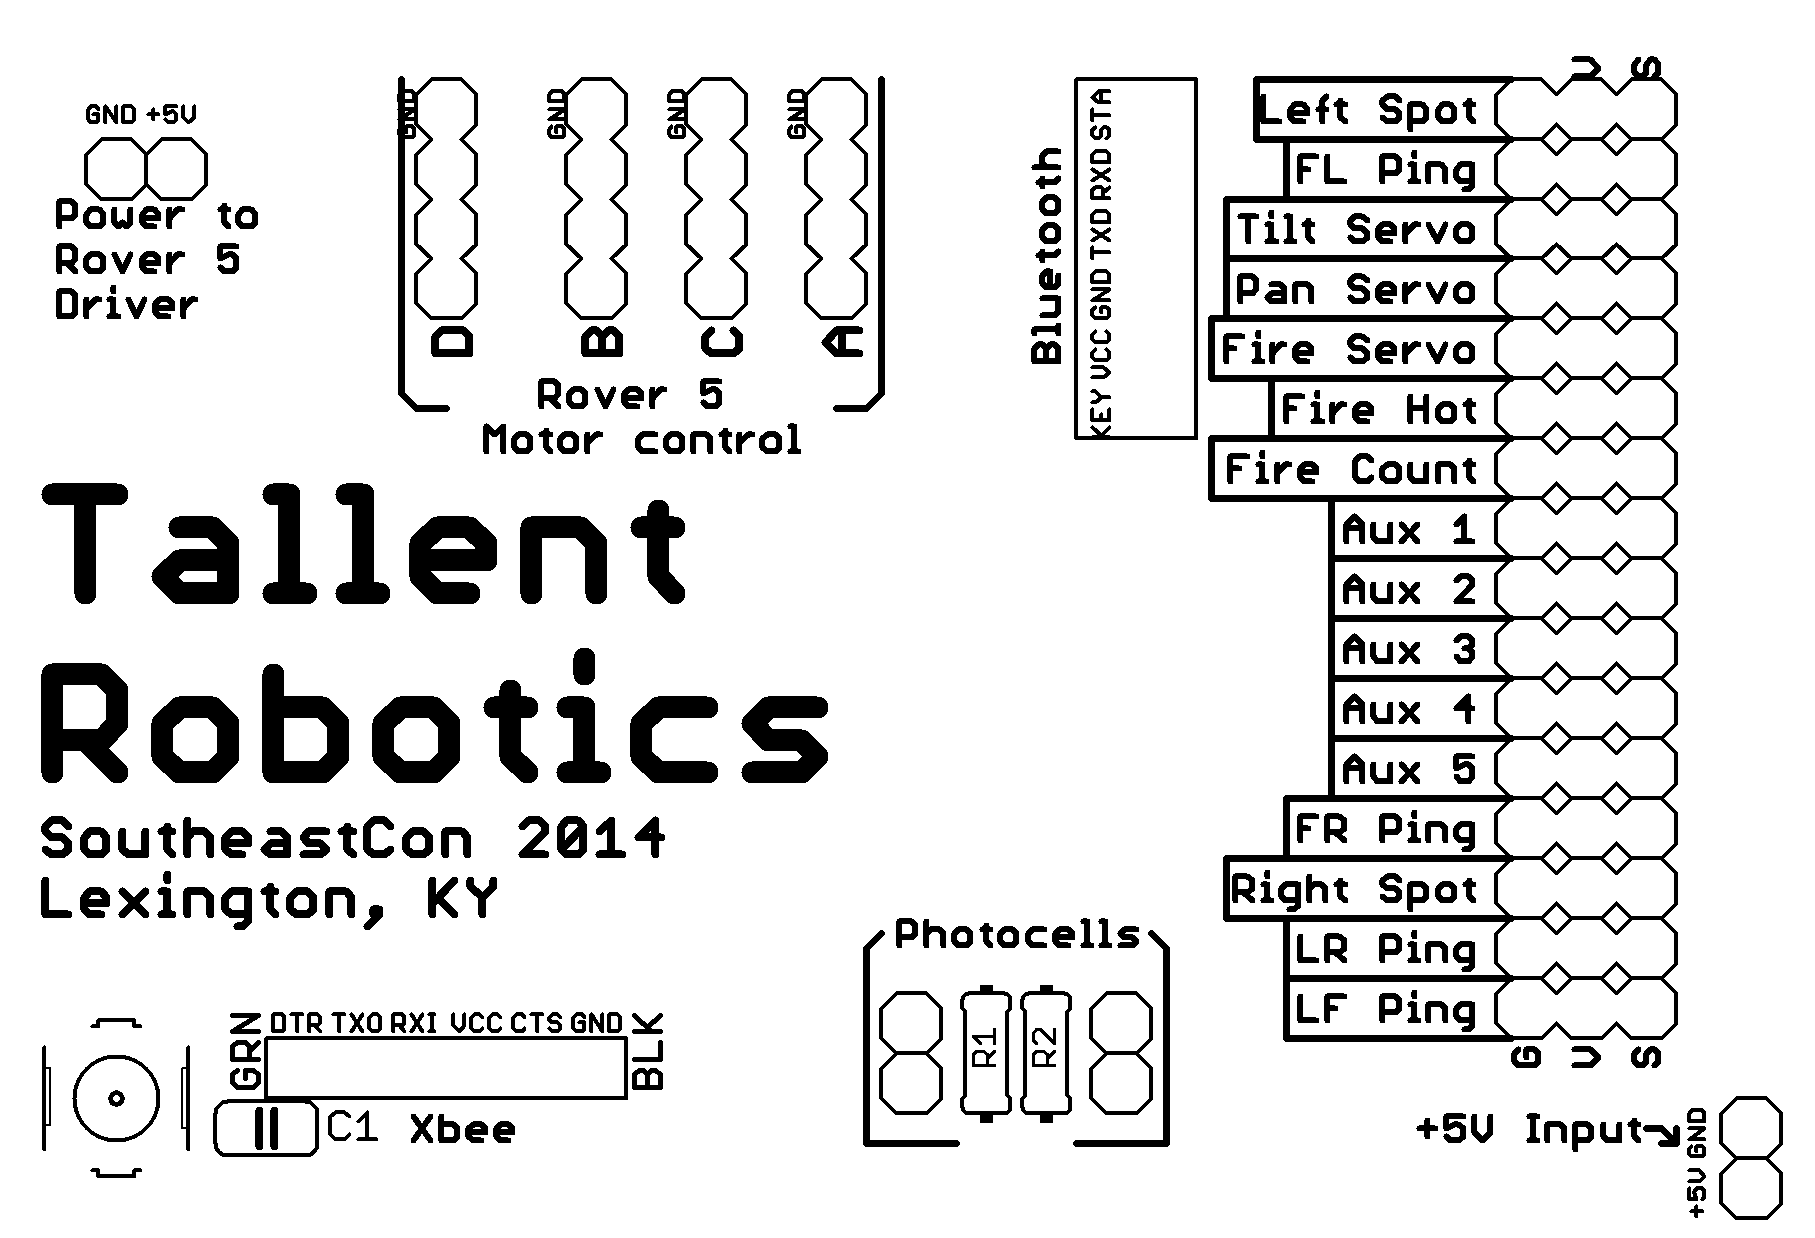 GND +5V
Power to
Rover 5
Driver
GND
GND
GND
GND
D
B
C
A
Rover 5
Motor control
Bluetooth
KEY VCC GND TXD RXD STA
V S
Left Spot
FL Ping
Tilt Servo
Pan Servo
Fire Servo
Fire Hot
Fire Count
Aux 1
Aux 2
Aux 3
Aux 4
Aux 5
FR Ping
Right Spot
LR Ping
LF Ping
G V S
Tallent
Robotics
SoutheastCon 2014
Lexington, KY
GRN
DTR TXO RXI VCC CTS GND
BLK
C1
Xbee
Photocells
R1
R2
+5V Input
+5V GND